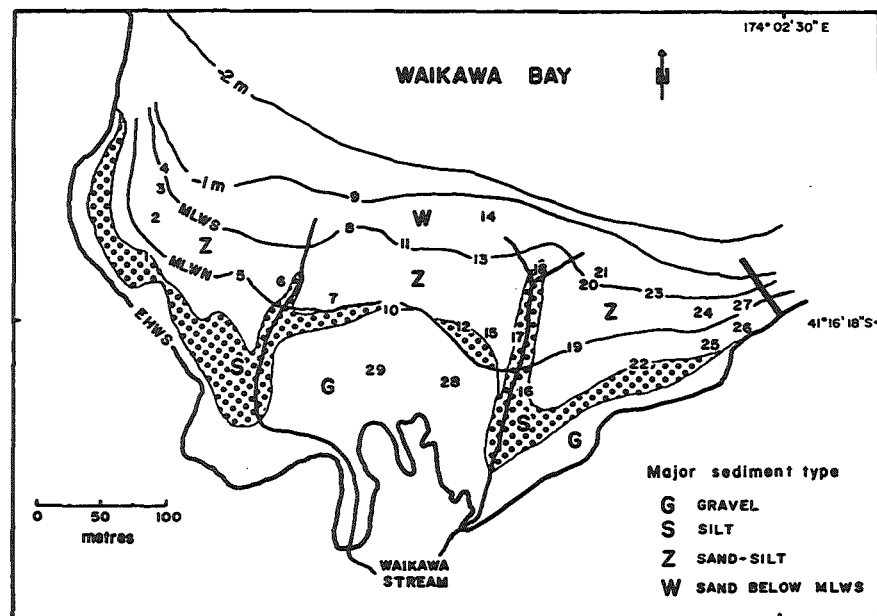 174° 02' 30" E
WAIKAWA BAY
N
-2 m
-1 m
4
3
9
2
MLWS
8
W
14
Z
11
13
1
MLWN
5
6
Z
18
21
20
23
Z
24
27
7
10
12
15
17
19
26
25
41° 16' 18" S
EHWS
S
G
29
28
16
22
S
G
0 50 100
metres
WAIKAWA
STREAM
Major sediment type
G GRAVEL
S SILT
Z SAND-SILT
W SAND BELOW MLWS